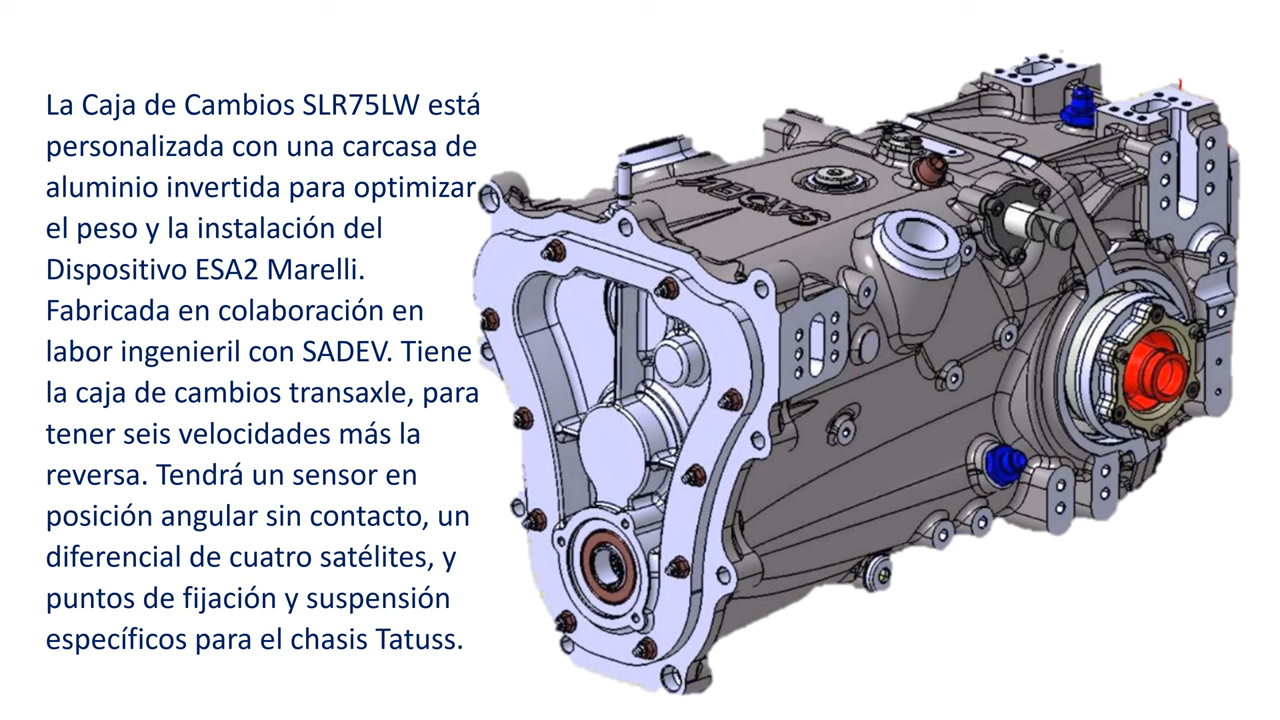 La Caja de Cambios SLR75LW está
personalizada con una carcasa de
aluminio invertida para optimizar
el peso y la instalación del
Dispositivo ESA2 Marelli.
Fabricada en colaboración en
labor ingenieril con SADEV. Tiene
la caja de cambios transaxle, para
tener seis velocidades más la
reversa. Tendrá un sensor en
posición angular sin contacto, un
diferencial de cuatro satélites, y
puntos de fijación y suspensión
específicos para el chasis Tatuss.
SADEV